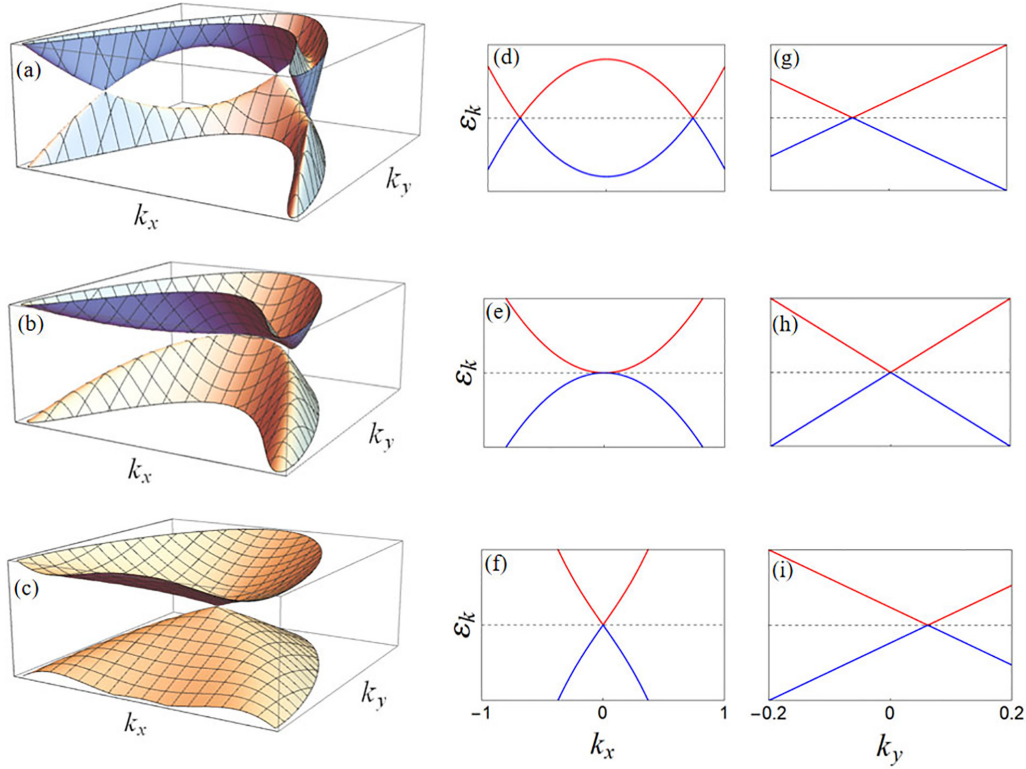 (a)
k_x
k_y
(d)
ε_k
(g)
(b)
k_x
k_y
(e)
ε_k
(h)
(c)
k_x
k_y
(f)
ε_k
-1
0
1
k_x
(i)
-0.2
0
0.2
k_y